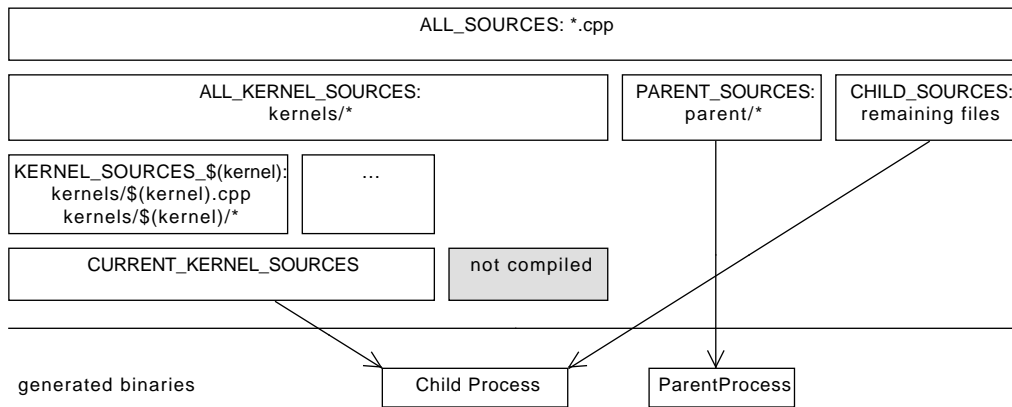 ALL_SOURCES: *.cpp
ALL_KERNEL_SOURCES:
kernels/*
PARENT_SOURCES:
parent/*
CHILD_SOURCES:
remaining files
KERNEL_SOURCES_$(kernel):
kernels/$(kernel).cpp
kernels/$(kernel)/*
...
CURRENT_KERNEL_SOURCES
not compiled
generated binaries
Child Process
ParentProcess